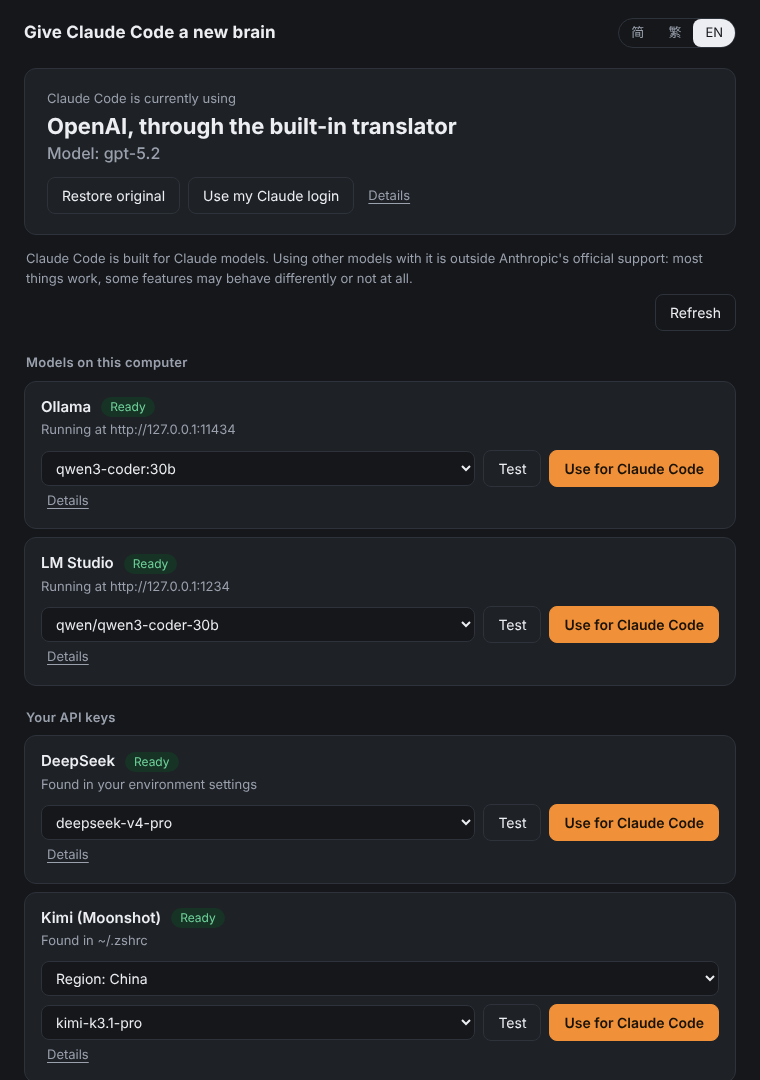 Give Claude Code a new brain
简 繁 EN
Claude Code is currently using
OpenAI, through the built-in translator
Model: gpt-5.2
Restore original Use my Claude login Details
Claude Code is built for Claude models. Using other models with it is outside Anthropic's official support: most
things work, some features may behave differently or not at all.
Refresh
Models on this computer
Ollama Ready
Running at http://127.0.0.1:11434
qwen3-coder:30b Test Use for Claude Code
Details
LM Studio Ready
Running at http://127.0.0.1:1234
qwen/qwen3-coder-30b Test Use for Claude Code
Details
Your API keys
DeepSeek Ready
Found in your environment settings
deepseek-v4-pro Test Use for Claude Code
Details
Kimi (Moonshot) Ready
Found in ~/.zshrc
Region: China
kimi-k3.1-pro Test Use for Claude Code
Details